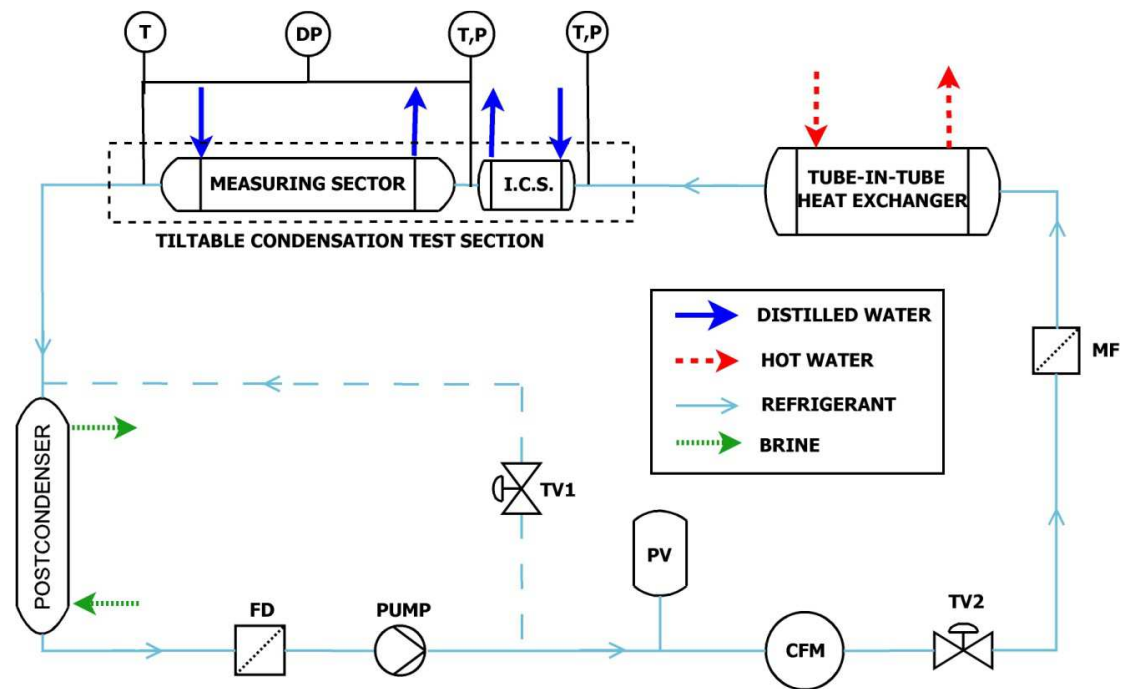 T
DP
T,P
T,P
MEASURING SECTOR
I.C.S.
TUBE-IN-TUBE
HEAT EXCHANGER
TILTABLE CONDENSATION TEST SECTION
DISTILLED WATER
HOT WATER
REFRIGERANT
BRINE
MF
POSTCONDENSER
TV1
PV
FD
PUMP
CFM
TV2